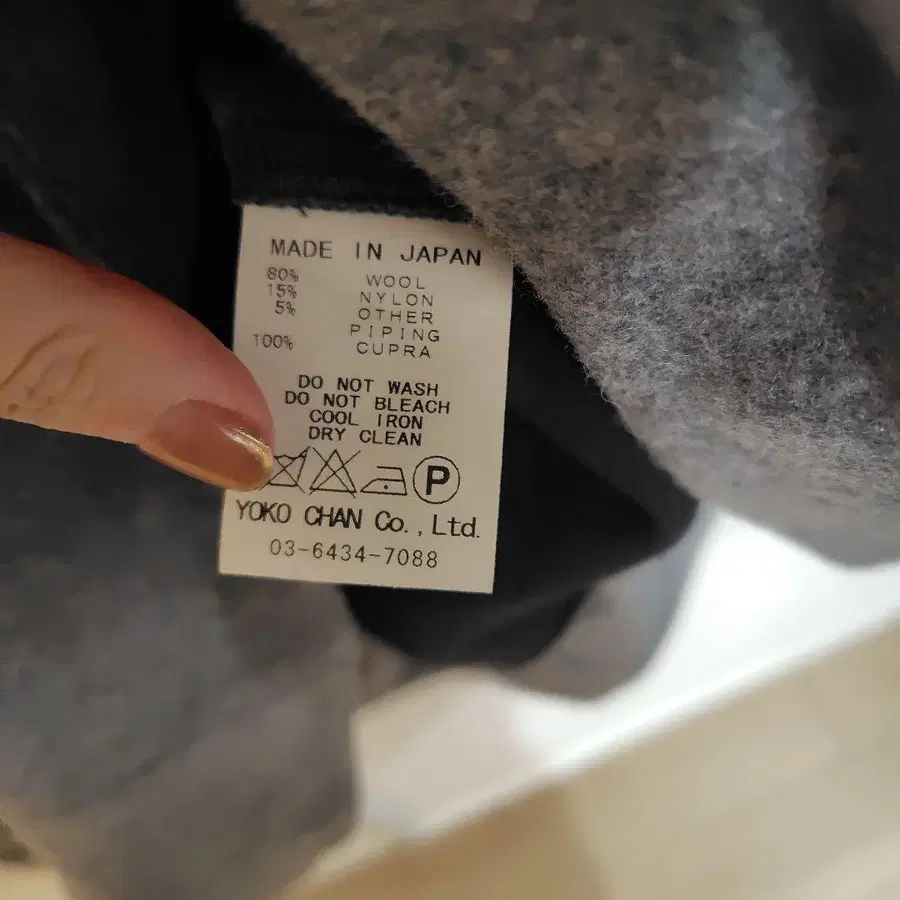 MADE IN JAPAN
80% WOOL
15% NYLON
5% OTHER
PIPING
100% CUPRA
DO NOT WASH
DO NOT BLEACH
COOL IRON
DRY CLEAN
P
YOKO CHAN Co., Ltd.
03-6434-7088